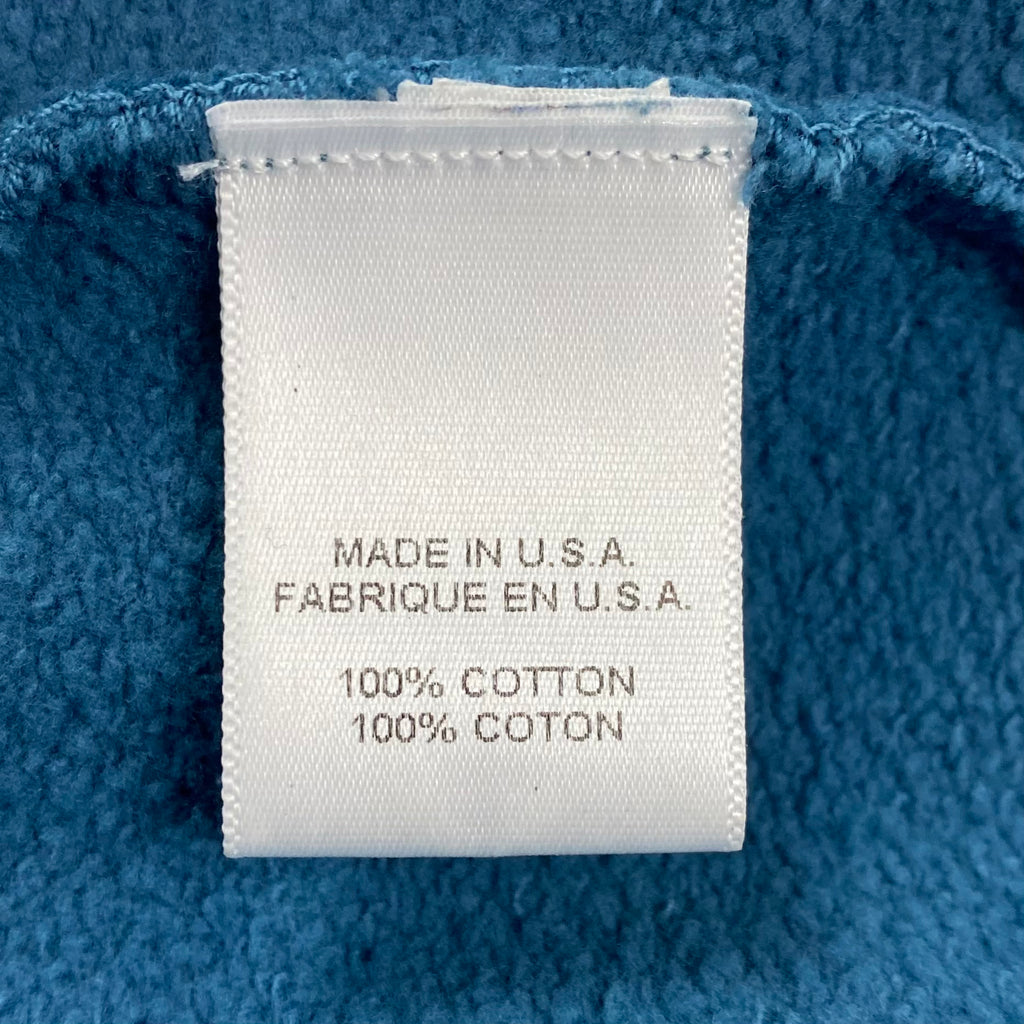 MADE IN U.S.A.
FABRIQUE EN U.S.A.
100% COTTON
100% COTON